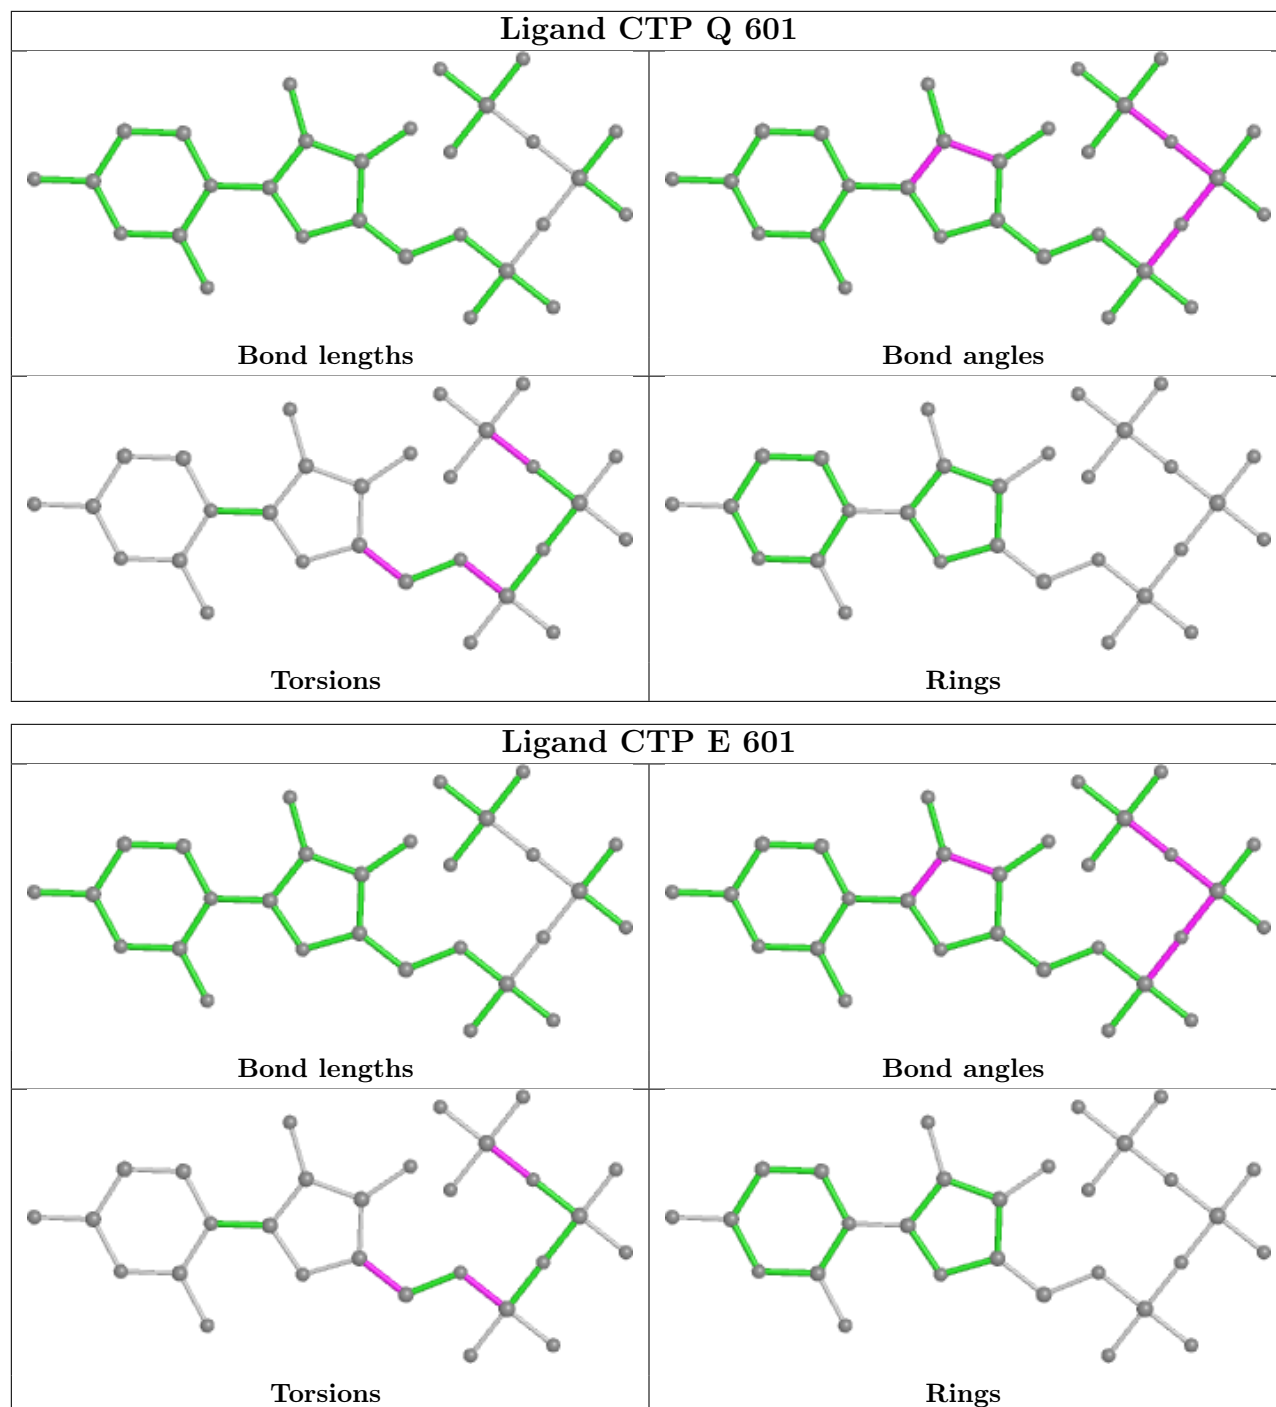 Ligand CTP Q 601
Bond lengths
Bond angles
Torsions
Rings
Ligand CTP E 601
Bond lengths
Bond angles
Torsions
Rings